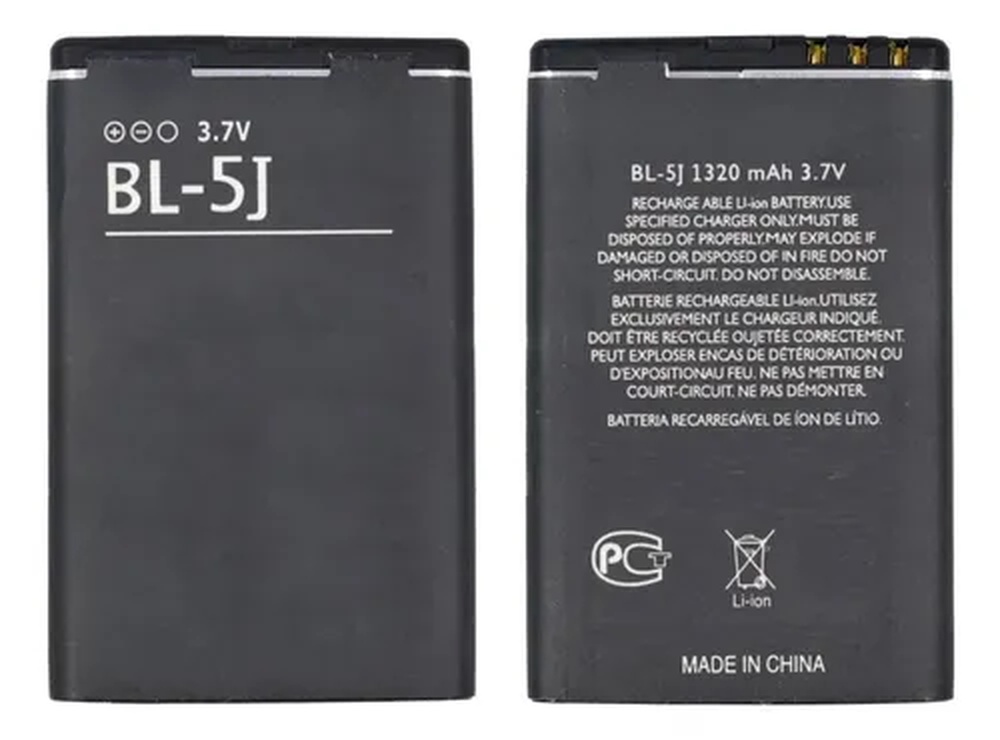 3.7V
BL-5J
BL-5J 1320 mAh 3.7V
RECHARGE ABLE LI-ion BATTERY.USE
SPECIFIED CHARGER ONLY.MUST BE
DISPOSED OF PROPERLY.MAY EXPLODE IF
DAMAGED OR DISPOSED OF IN FIRE DO NOT
SHORT-CIRCUIT. DO NOT DISASSEMBLE.
BATTERIE RECHARGEABLE LI-ion.UTILISEZ
EXCLUSIVEMENT LE CHARGEUR INDIQUÉ.
DOIT ÊTRE RECYCLÉE OUJETÉE CORRECTEMENT.
PEUT EXPLOSER ENCAS DE DÉTÉRIORATION OU
D'EXPOSITIONAU FEU. NE PAS METTRE EN
COURT-CIRCUIT. NE PAS DÉMONTER.
BATTERIA RECARREGÁVEL DE ÍON DE LÍTIO.
PCT
Li-ion
MADE IN CHINA